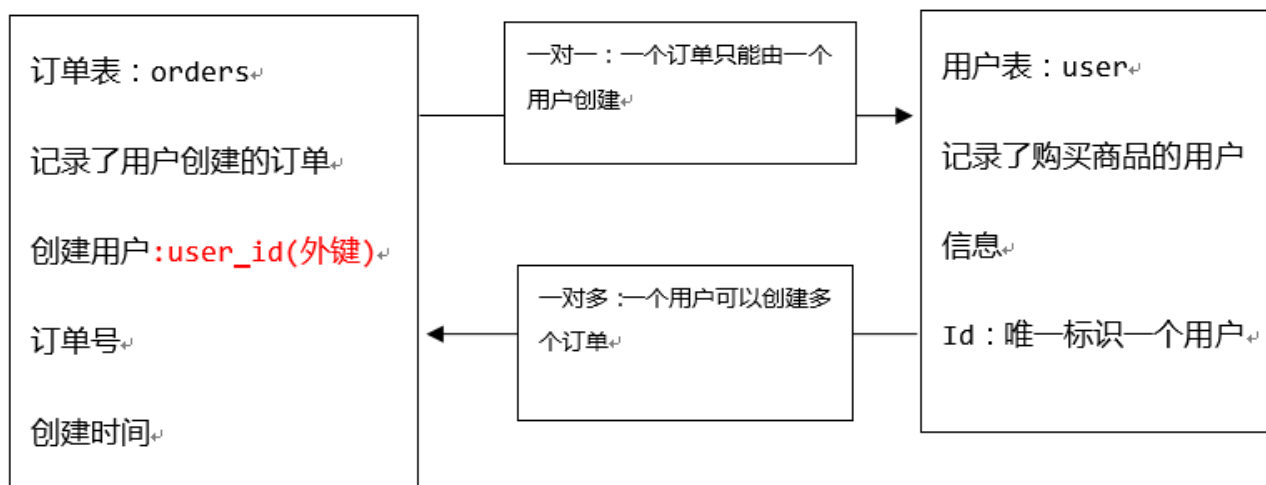 订单表：orders
记录了用户创建的订单
创建用户:user_id(外键)
订单号
创建时间
一对一：一个订单只能由一个
用户创建
一对多：一个用户可以创建多
个订单
用户表：user
记录了购买商品的用户
信息
Id：唯一标识一个用户